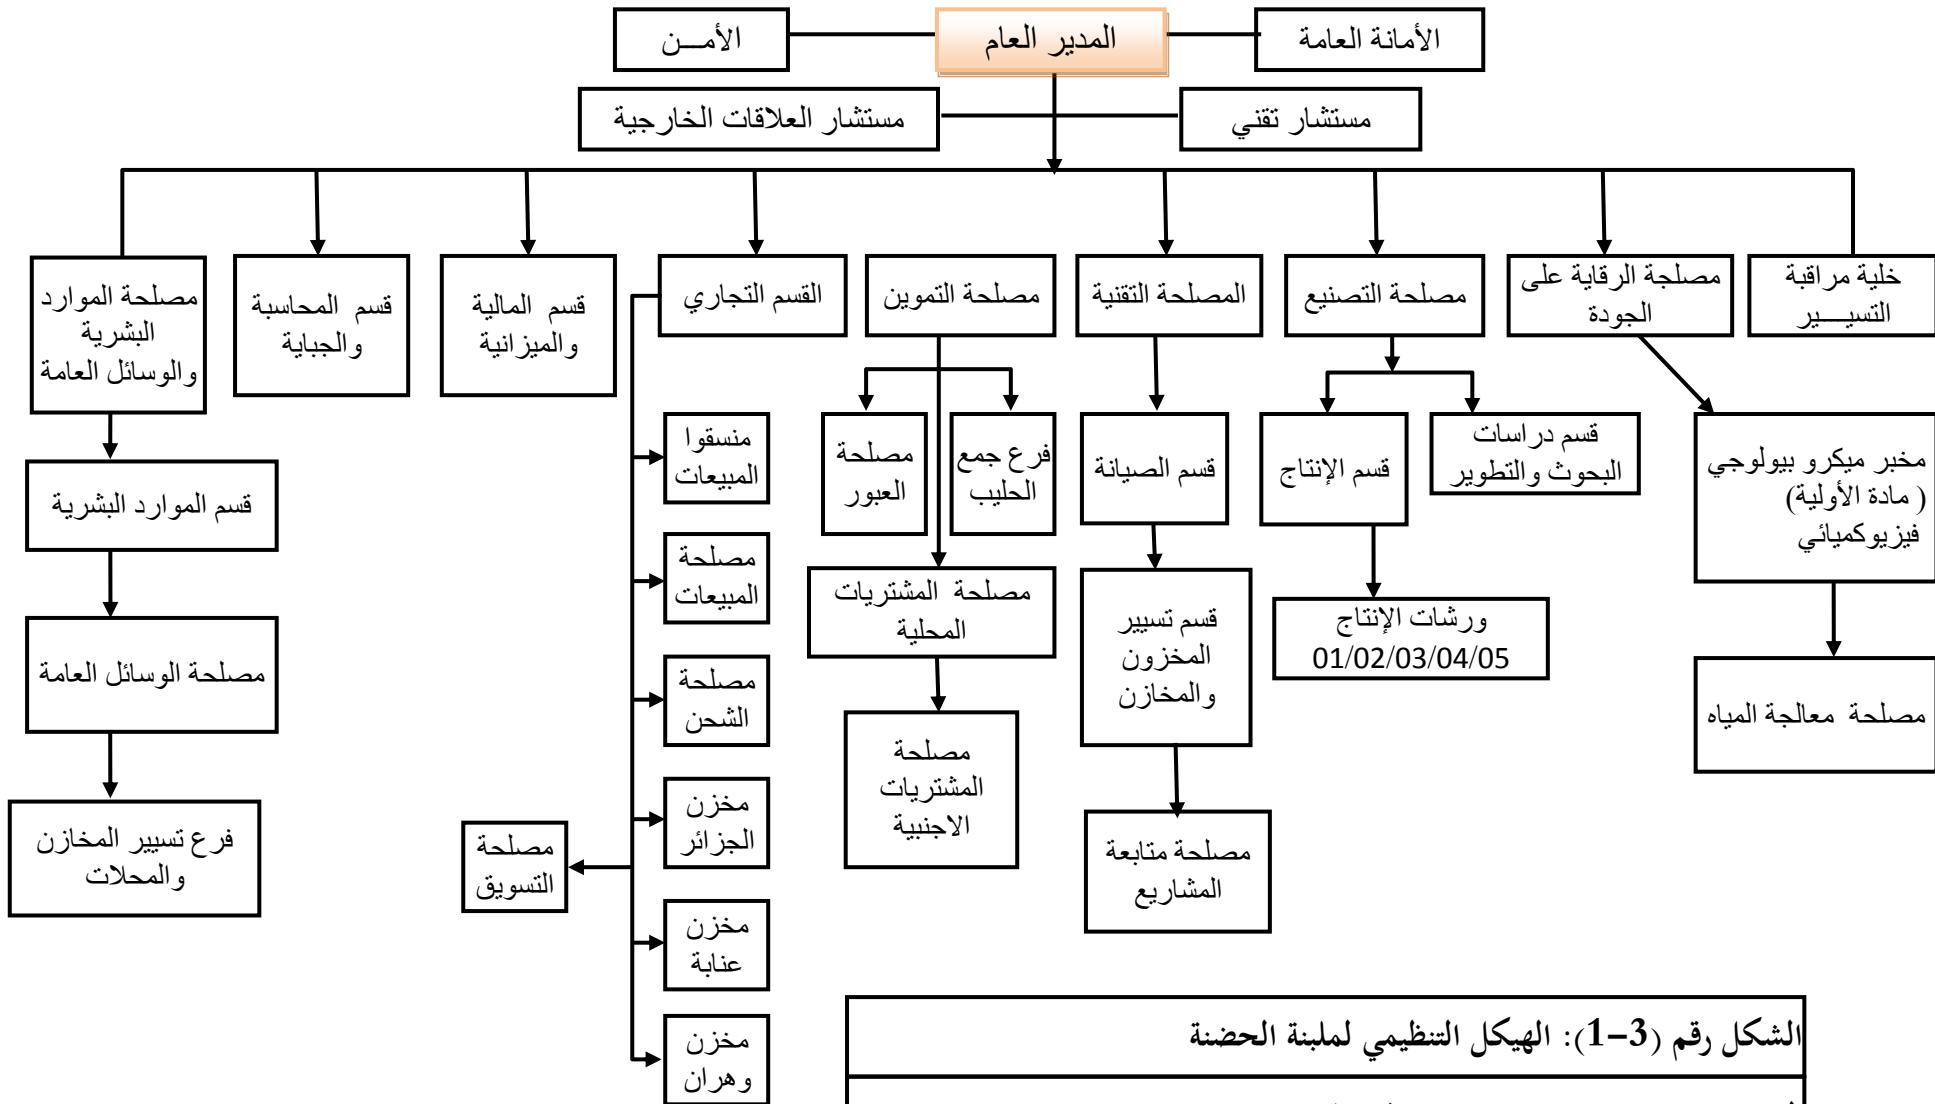 الأمانة العامة
المدير العام
الأمـــن
مستشار تقني
مستشار العلاقات الخارجية
خلية مراقبة
التسيـــــير
مصلجة الرقاية على
الجودة
مصلحة التصنيع
المصلحة التقنية
مصلحة التموين
القسم التجاري
قسم المالية
والميزانية
قسم المحاسبة
والجباية
مصلحة الموارد
البشرية
والوسائل العامة
مخبر ميكرو بيولوجي
( مادة الأولية)
فيزيوكميائي
مصلحة معالجة المياه
قسم دراسات
البحوث والتطوير
قسم الإنتاج
ورشات الإنتاج
01/02/03/04/05
قسم الصيانة
قسم تسيير
المخزون
والمخازن
مصلحة متابعة
المشاريع
فرع جمع
الحليب
مصلحة
العبور
مصلحة المشتريات
المحلية
مصلحة
المشتريات
الاجنبية
منسقوا
المبيعات
مصلحة
المبيعات
مصلحة
الشحن
مخزن
الجزائر
مخزن
عنابة
مخزن
وهران
مصلحة
التسويق
قسم الموارد البشرية
مصلحة الوسائل العامة
فرع تسيير المخازن
والمحلات
الشكل رقم (3-1): الهيكل التنظيمي لملبنة الحضنة